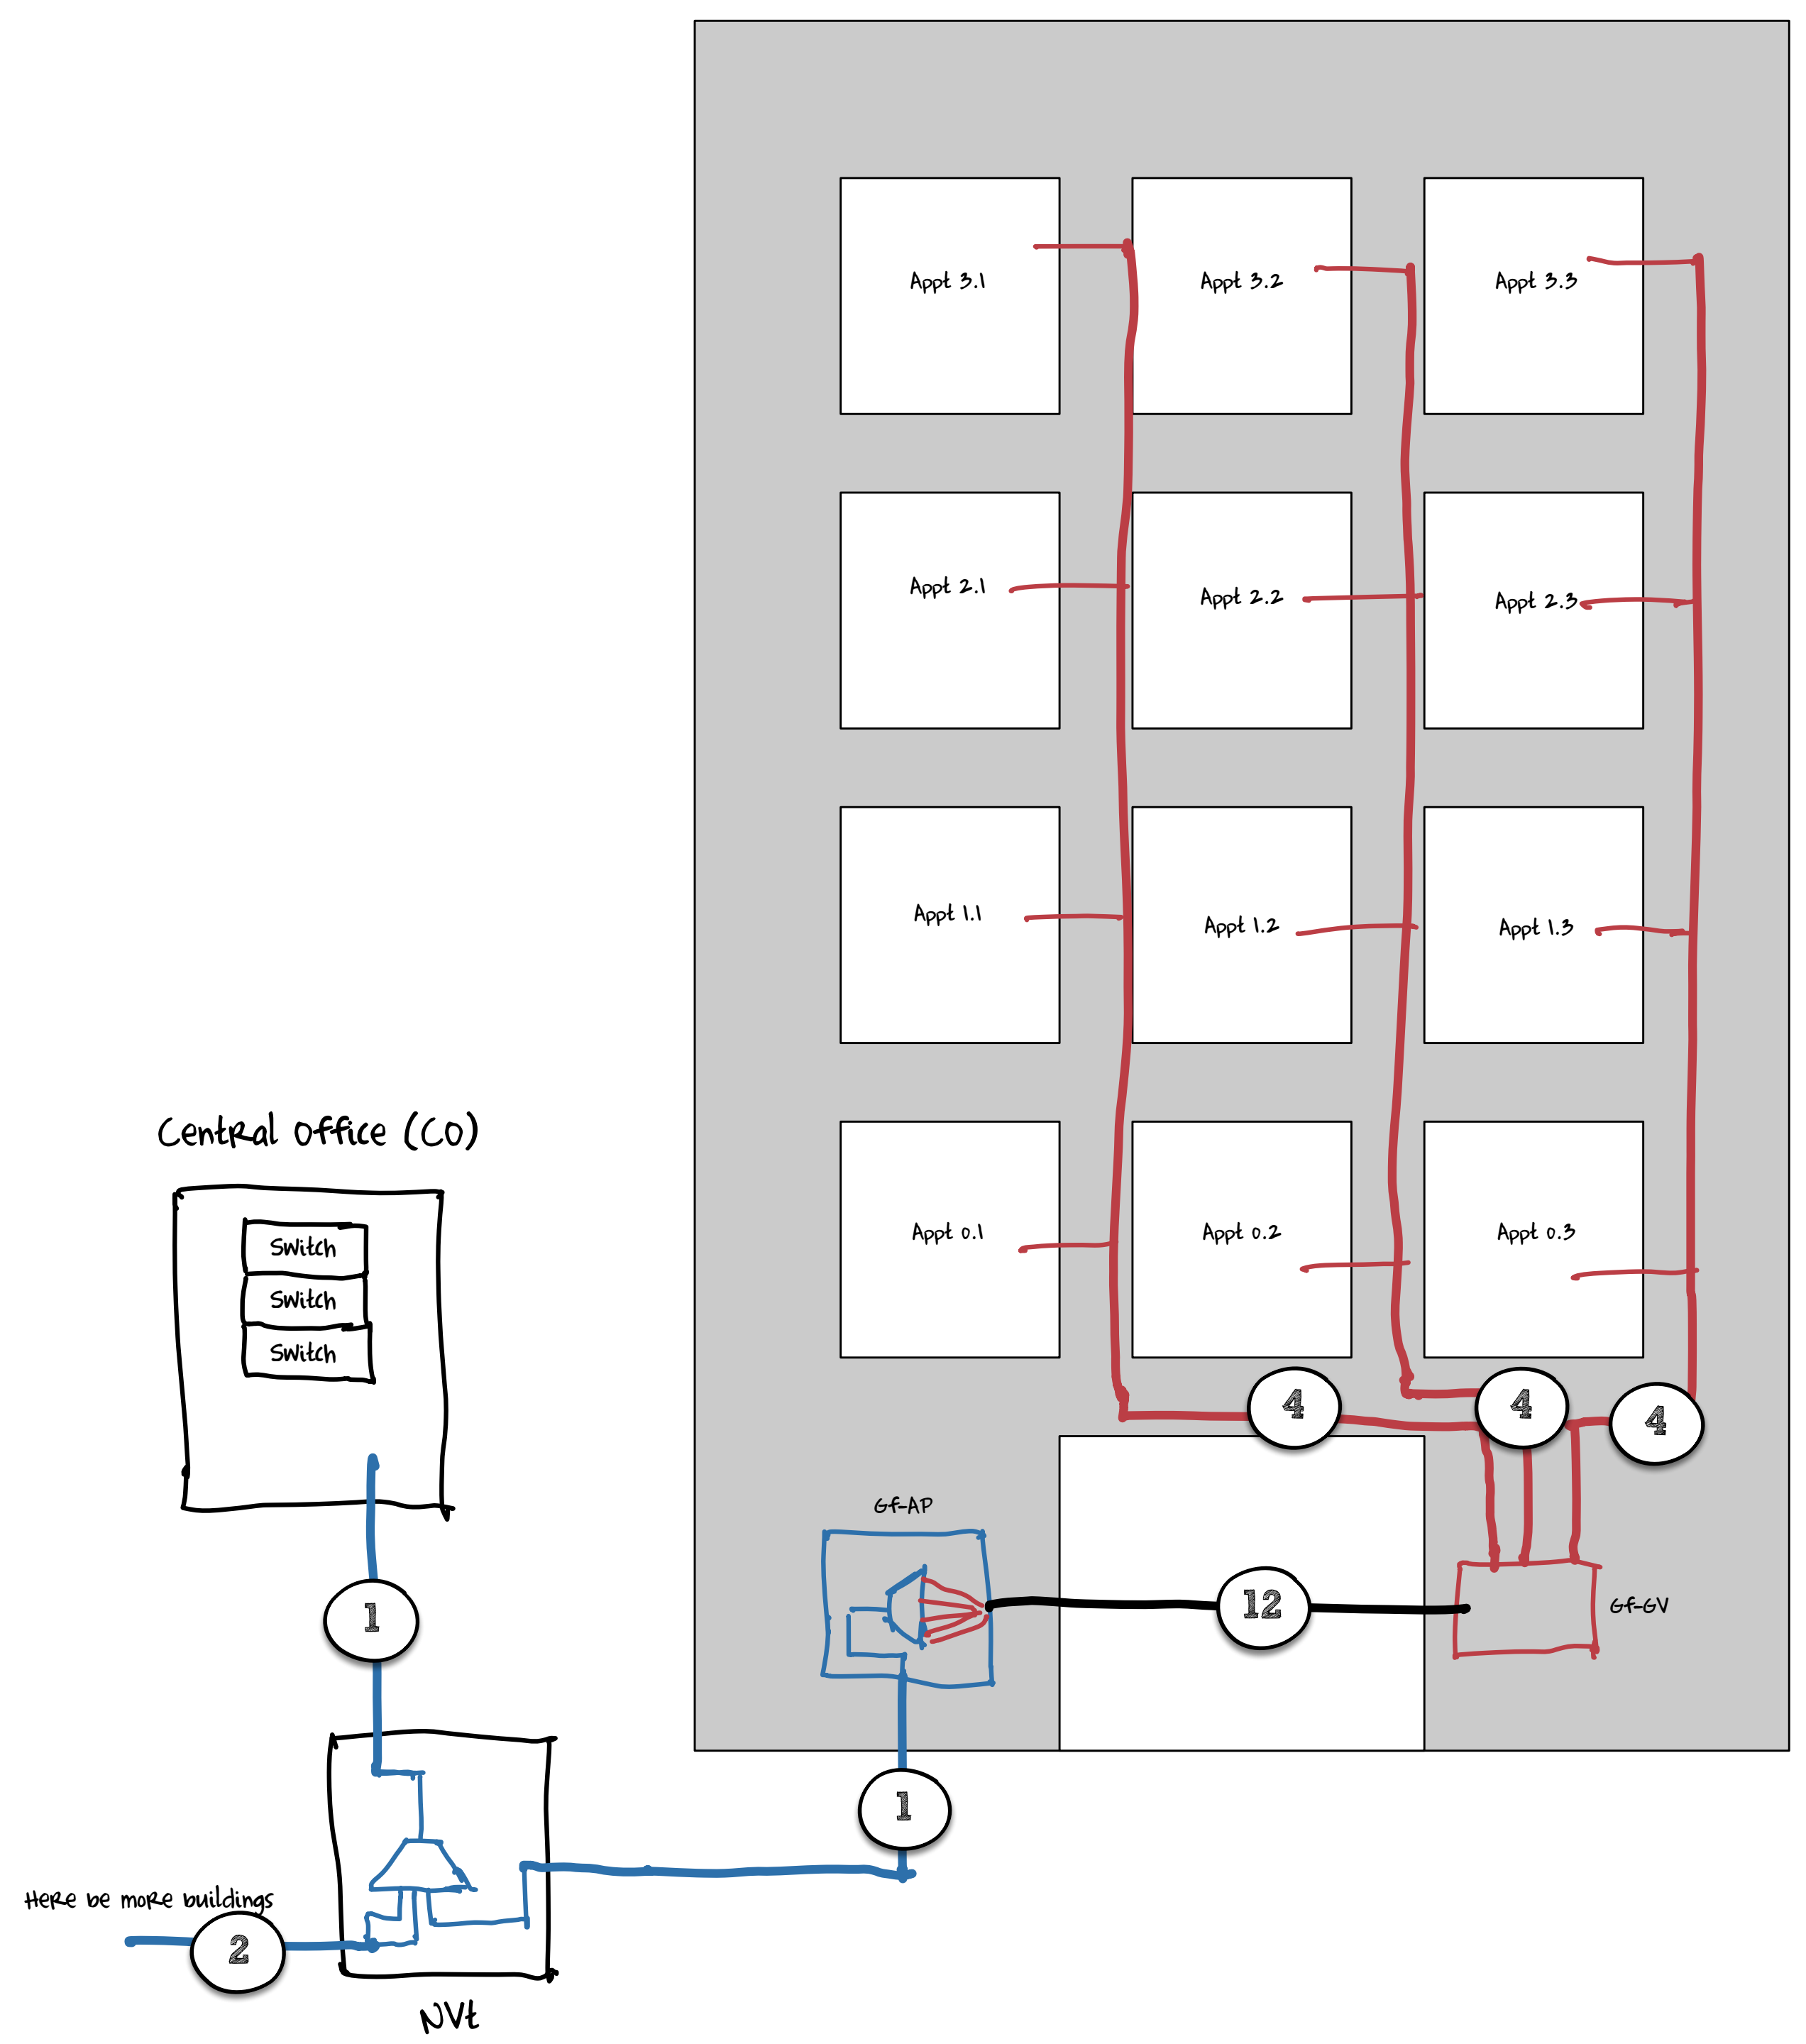 Appt 3.1
Appt 3.2
Appt 3.3
Appt 2.1
Appt 2.2
Appt 2.3
Appt 1.1
Appt 1.2
Appt 1.3
Appt 0.1
Appt 0.2
Appt 0.3
Central Office (CO)
Switch
Switch
Switch
4
4
4
Gf-AP
12
Gf-GV
1
1
Here be more buildings
2
NVt